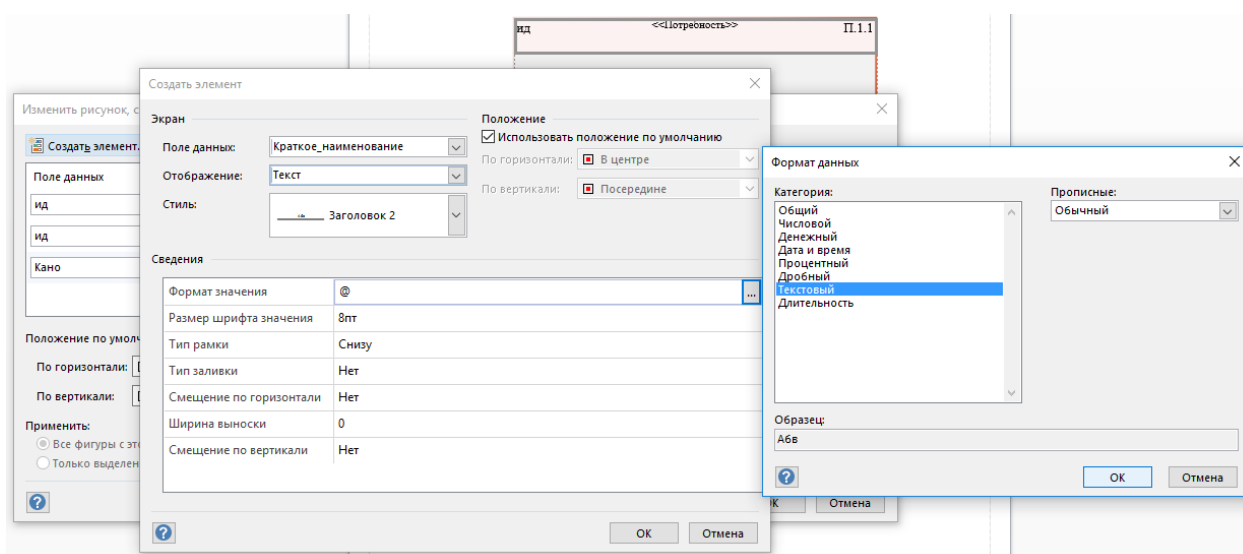 ид <<Потребность>> П.1.1
Изменить рисунок, с
Создать элемент.
Поле данных
ид
ид
Кано
Положение по умолч
По горизонтали:
По вертикали:
Применить:
Все фигуры с это
Только выделен
Создать элемент
Экран
Поле данных: Краткое_наименование
Отображение: Текст
Стиль: Заголовок 2
Положение
Использовать положение по умолчанию
По горизонтали: В центре
По вертикали: Посередине
Сведения
Формат значения @ ...
Размер шрифта значения 8пт
Тип рамки Снизу
Тип заливки Нет
Смещение по горизонтали Нет
Ширина выноски 0
Смещение по вертикали Нет
? ОК Отмена
? ОК Отмена
Формат данных
Категория:
Общий
Числовой
Денежный
Дата и время
Процентный
Дробный
Текстовый
Длительность
Прописные:
Обычный
Образец:
Абв
? ОК Отмена